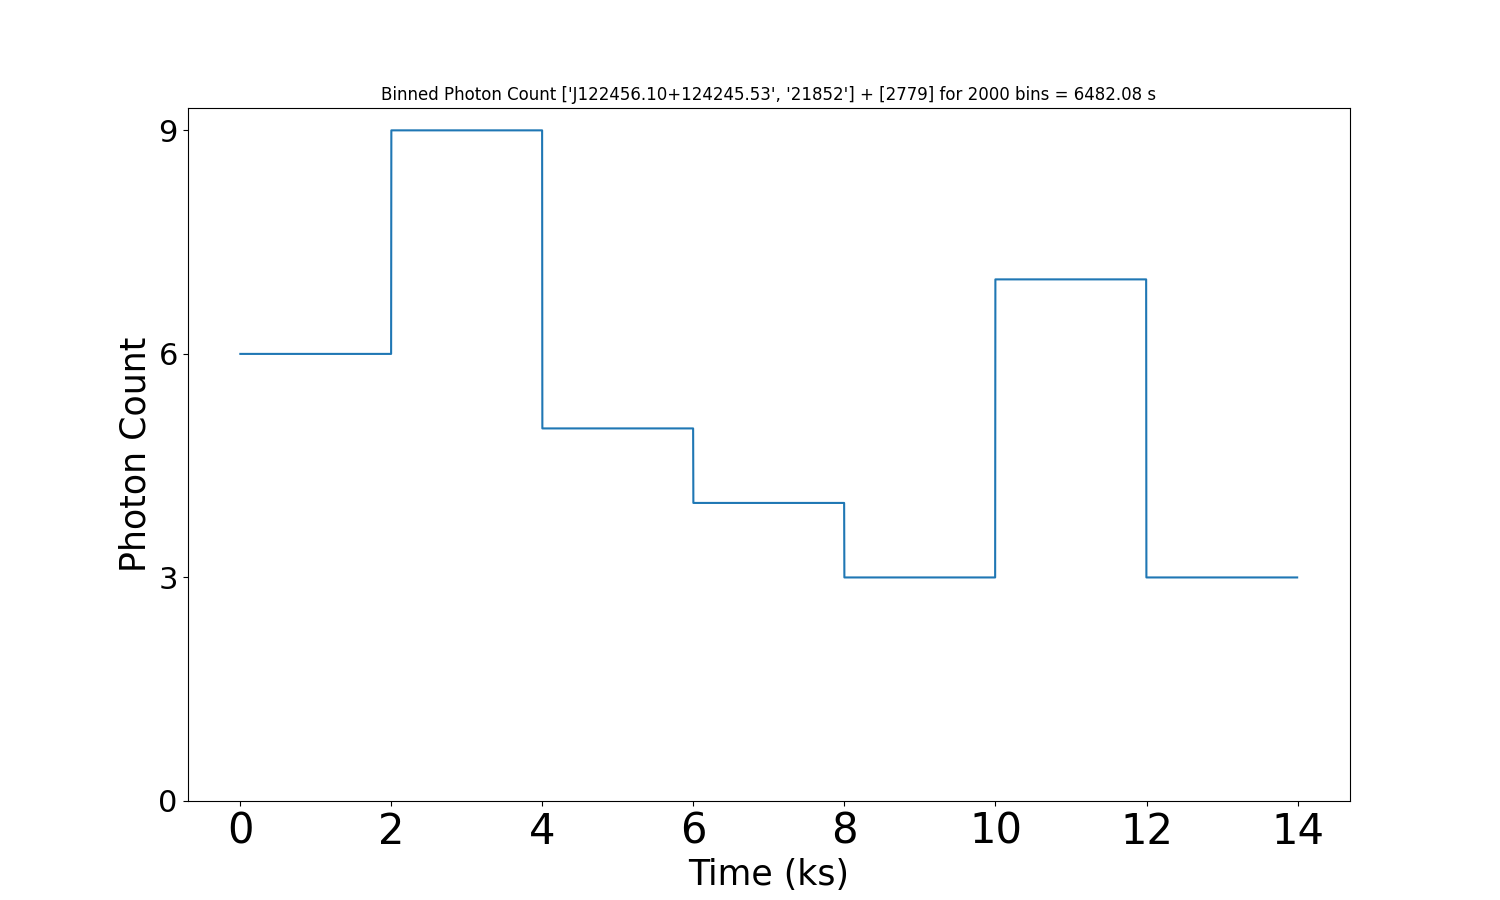 Binned Photon Count ['J122456.10+124245.53', '21852'] + [2779] for 2000 bins = 6482.08 s
9
6
3
0
Photon Count
0 2 4 6 8 10 12 14
Time (ks)